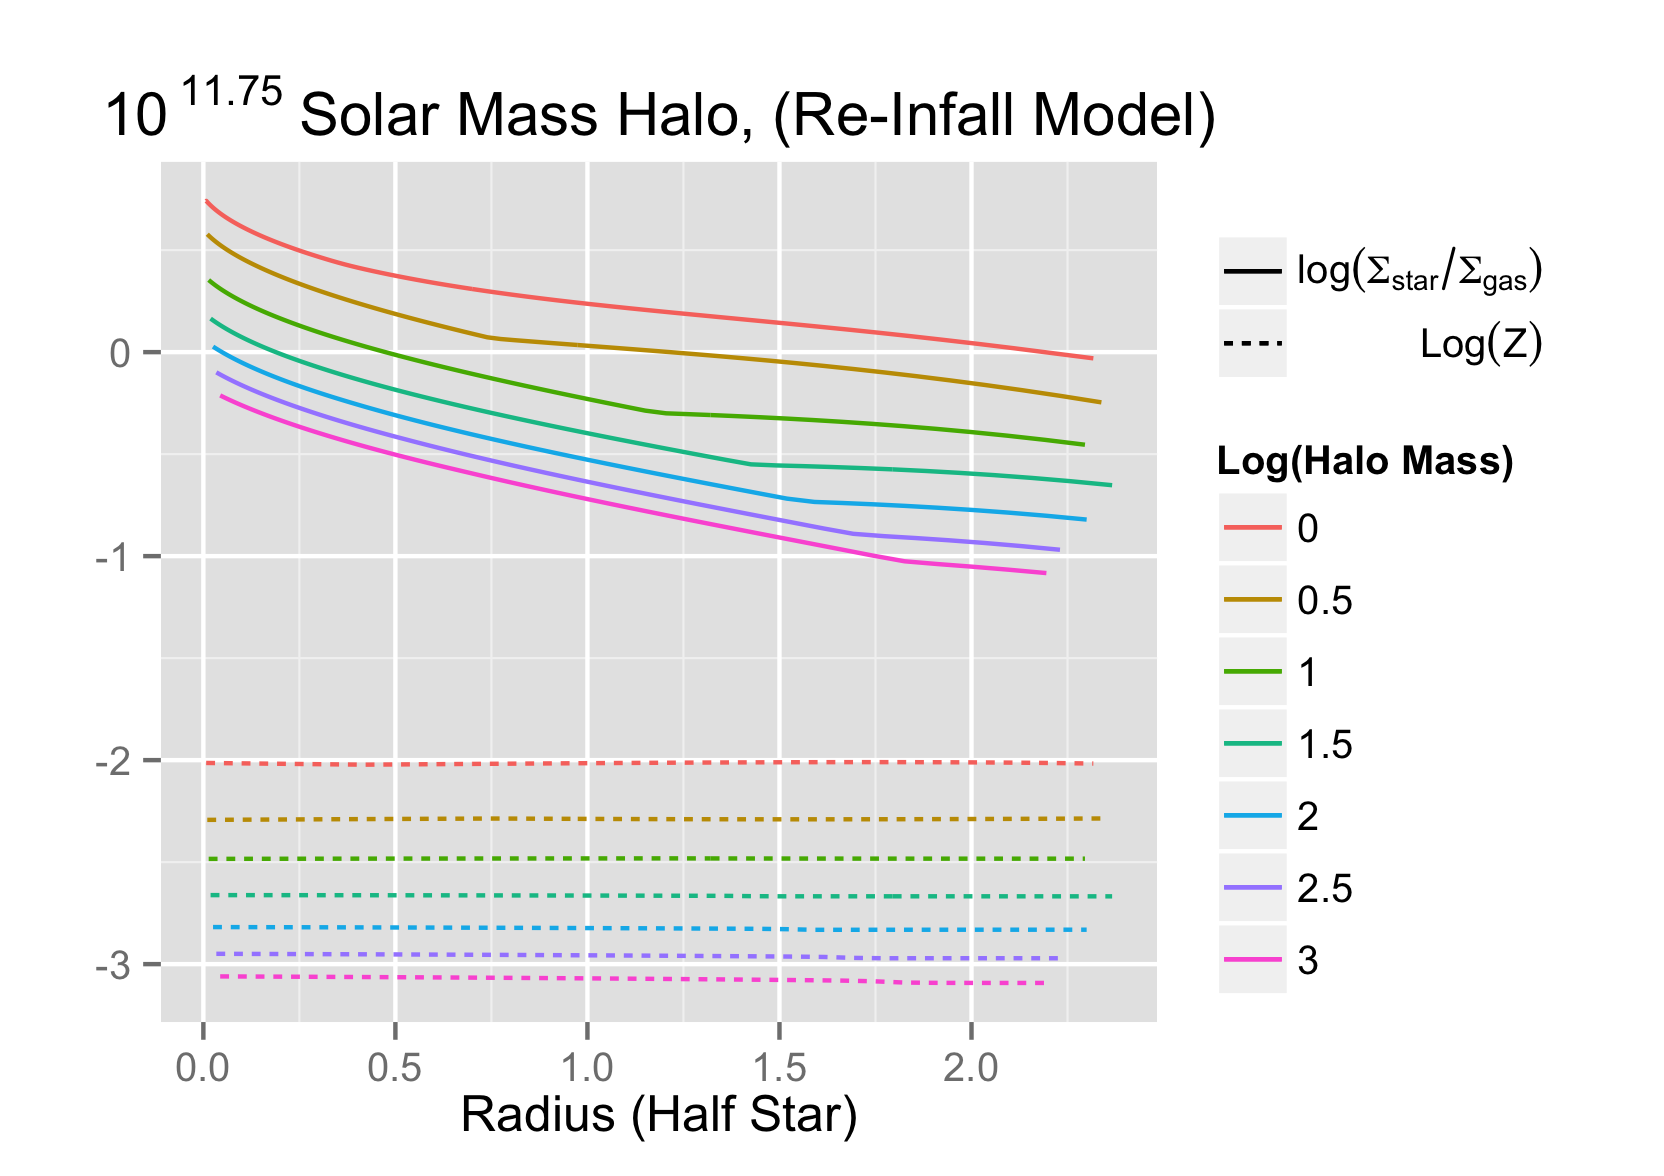 10 11.75 Solar Mass Halo, (Re-Infall Model)
0
-1
-2
-3
0.0 0.5 1.0 1.5 2.0
Radius (Half Star)
log(Σstar/Σgas)
Log(Z)
Log(Halo Mass)
0
0.5
1
1.5
2
2.5
3